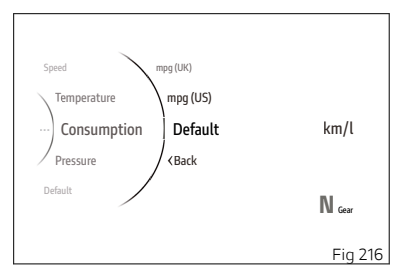 Speed
Temperature
... Consumption
Pressure
Default
mpg (UK)
mpg (US)
Default
<Back
km/l
N Gear
Fig 216